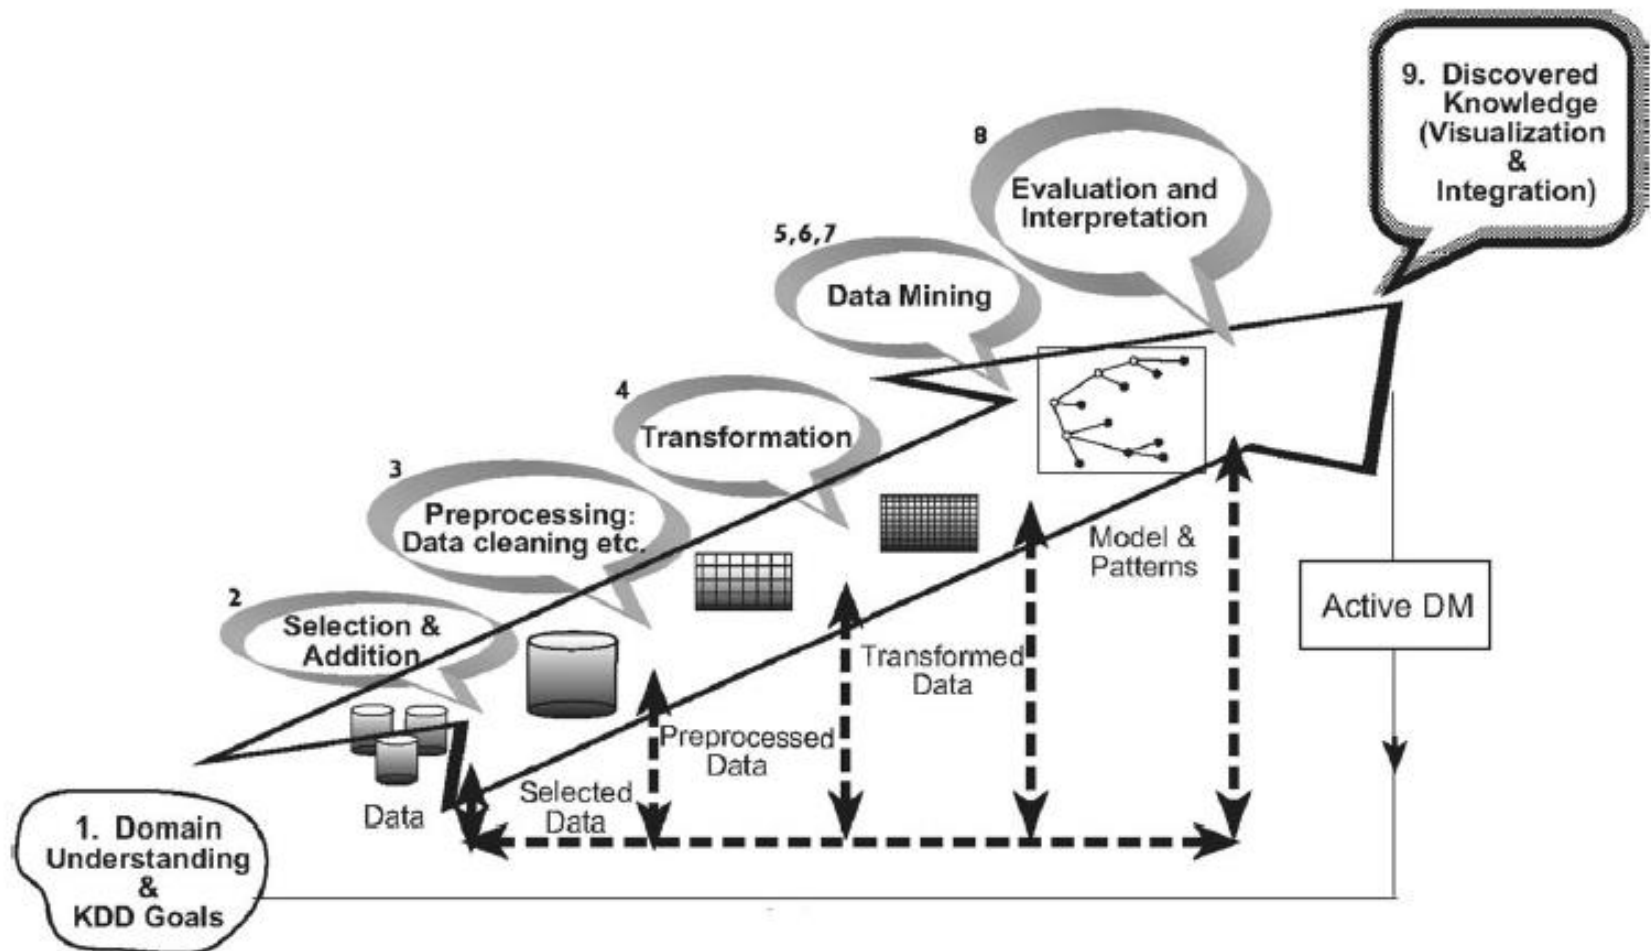 1. Domain
Understanding
&
KDD Goals
2
Selection &
Addition
3
Preprocessing:
Data cleaning etc.
4
Transformation
5,6,7
Data Mining
8
Evaluation and
Interpretation
9. Discovered
Knowledge
(Visualization
&
Integration)
Data
Selected
Data
Preprocessed
Data
Transformed
Data
Model &
Patterns
Active DM